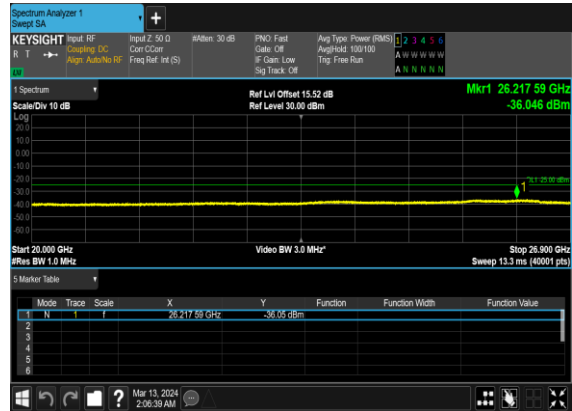 Spectrum Analyzer 1
Swept SA
+
KEYSIGHT
R T
Input: RF
Coupling: DC
Align: Auto/No RF
Input Z: 50 Ω
Corr CCorr
Freq Ref: Int (S)
#Atten: 30 dB
PNO: Fast
Gate: Off
IF Gain: Low
Sig Track: Off
Avg Type: Power (RMS)
Avg|Hold: 100/100
Trig: Free Run
1 2 3 4 5 6
A W W W W W
A N N N N N
1 Spectrum
Scale/Div 10 dB
Ref Lvl Offset 15.52 dB
Ref Level 30.00 dBm
Mkr1 26.217 59 GHz
-36.046 dBm
Log
20.0
10.0
0.00
-10.0
-20.0
DL1 -25.00 dBm
-30.0
1
-40.0
-50.0
-60.0
Start 20.000 GHz
#Res BW 1.0 MHz
Video BW 3.0 MHz*
Stop 26.900 GHz
Sweep 13.3 ms (40001 pts)
5 Marker Table
Mode Trace Scale X Y Function Function Width Function Value
1 N 1 f 26.217 59 GHz -36.05 dBm
2
3
4
5
6
? Mar 13, 2024
2:06:39 AM